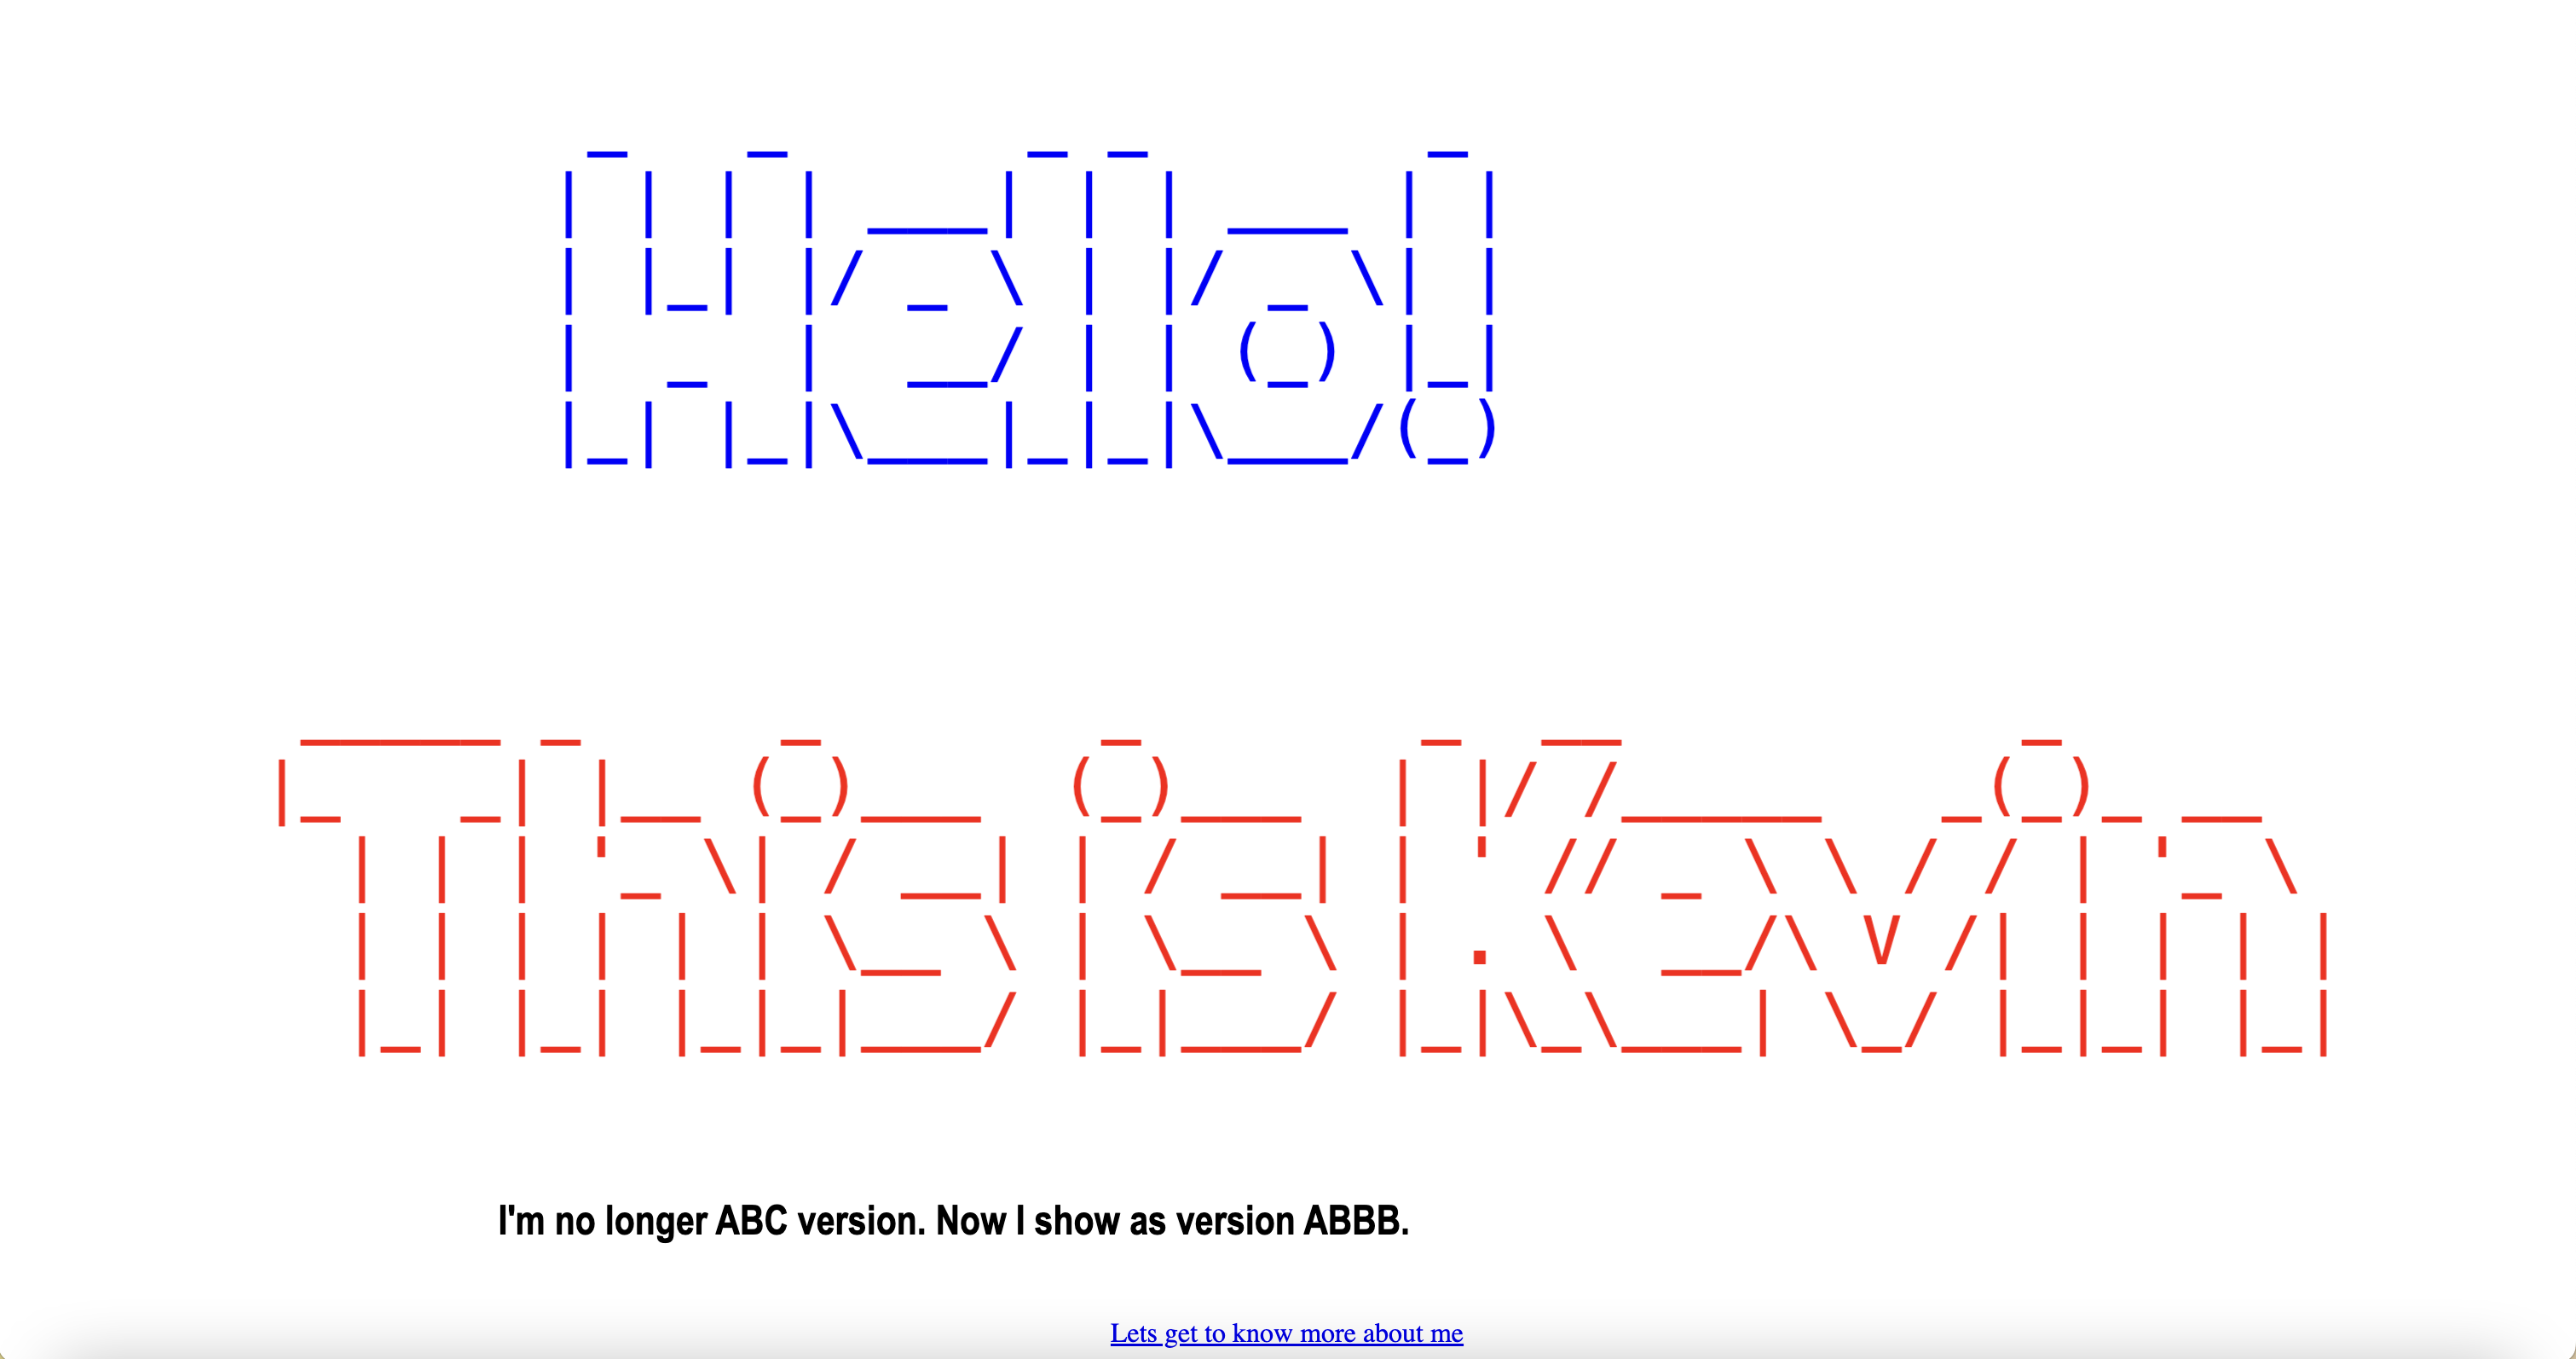 Hello!
This is Kevin
I'm no longer ABC version. Now I show as version ABBB.
Lets get to know more about me